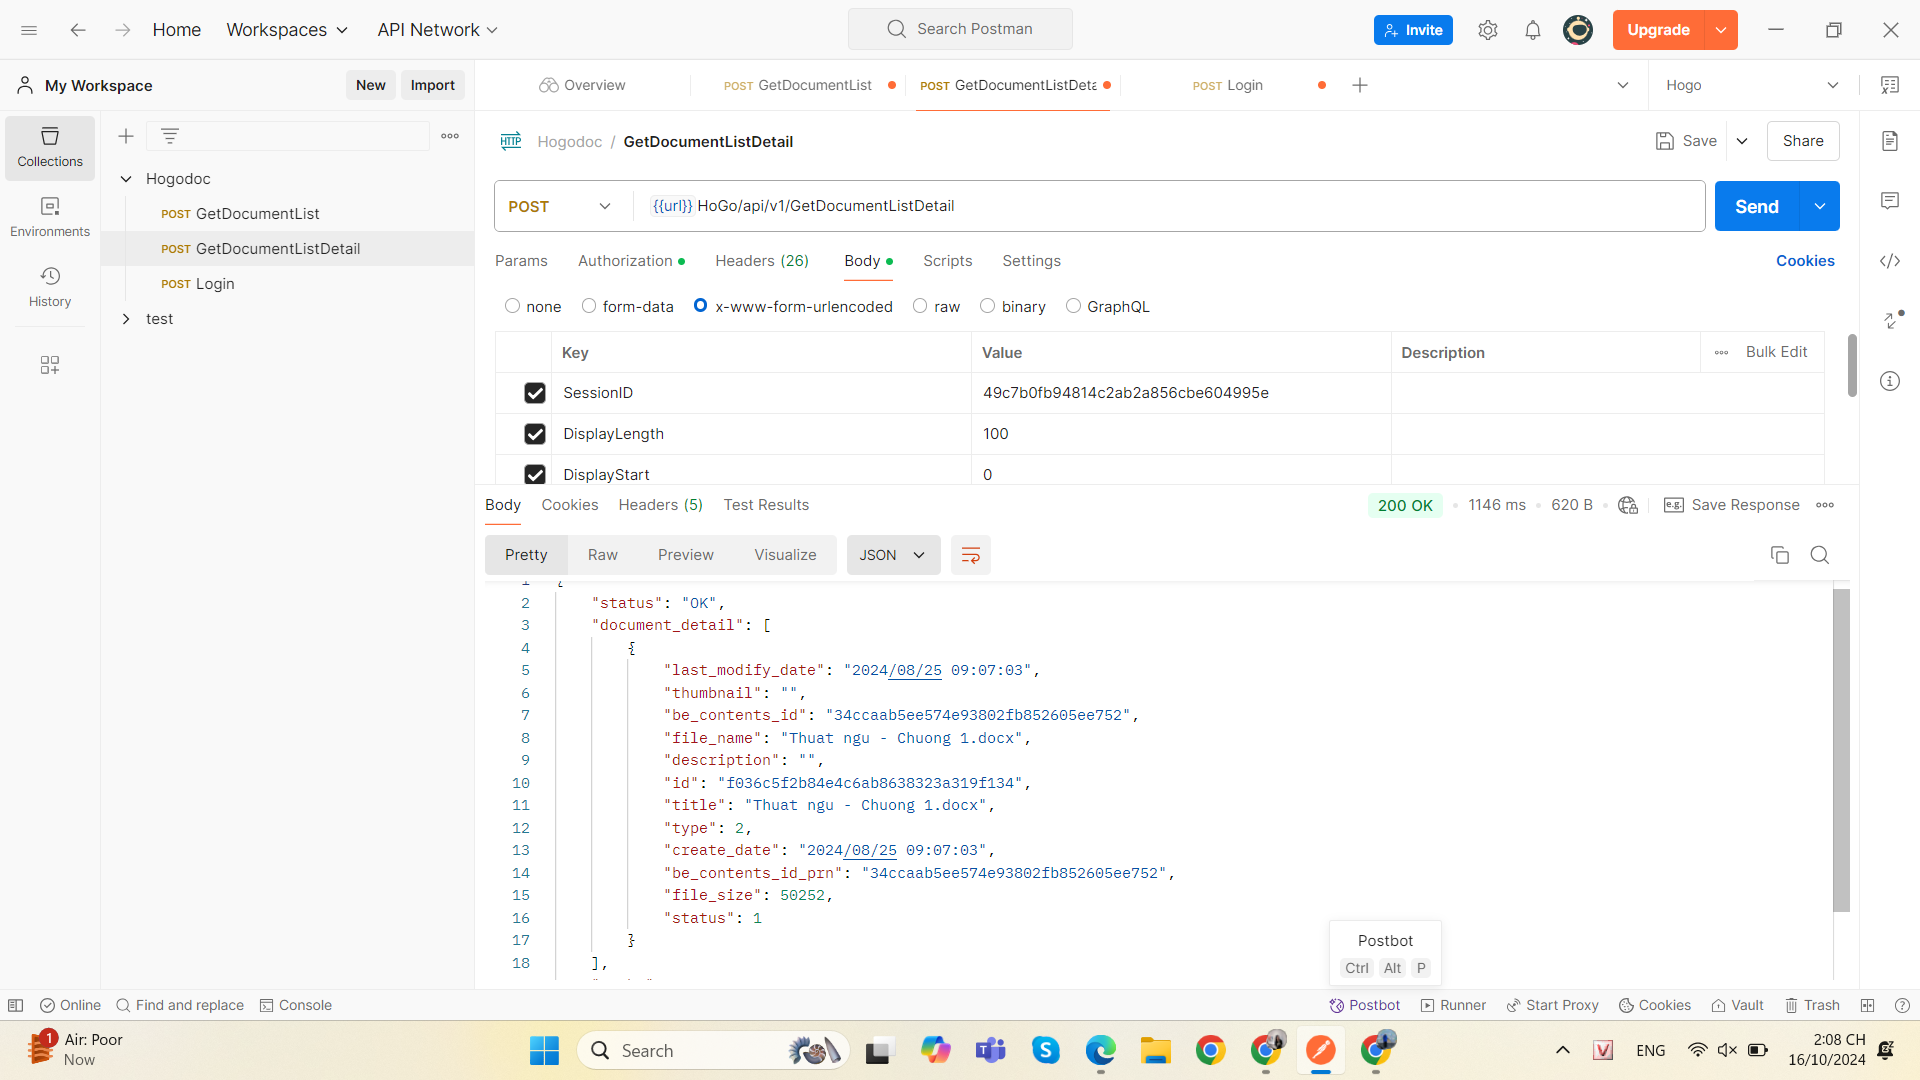 Home
Workspaces
API Network
Search Postman
Invite
Upgrade
My Workspace
New
Import
Overview
POST GetDocumentList
POST GetDocumentListDeta
POST Login
Hogo
Collections
Environments
History
Hogodoc
POST GetDocumentList
POST GetDocumentListDetail
POST Login
test
HTTP Hogodoc / GetDocumentListDetail
Save
Share
POST
{{url}} HoGo/api/v1/GetDocumentListDetail
Send
Params
Authorization
Headers (26)
Body
Scripts
Settings
Cookies
none
form-data
x-www-form-urlencoded
raw
binary
GraphQL
Key
Value
Description
Bulk Edit
SessionID
49c7b0fb94814c2ab2a856cbe604995e
DisplayLength
100
DisplayStart
0
Body
Cookies
Headers (5)
Test Results
200 OK
1146 ms
620 B
e.g. Save Response
Pretty
Raw
Preview
Visualize
JSON
1 {
2 "status": "OK",
3 "document_detail": [
4 {
5 "last_modify_date": "2024/08/25 09:07:03",
6 "thumbnail": "",
7 "be_contents_id": "34ccaab5ee574e93802fb852605ee752",
8 "file_name": "Thuat ngu - Chuong 1.docx",
9 "description": "",
10 "id": "f036c5f2b84e4c6ab8638323a319f134",
11 "title": "Thuat ngu - Chuong 1.docx",
12 "type": 2,
13 "create_date": "2024/08/25 09:07:03",
14 "be_contents_id_prn": "34ccaab5ee574e93802fb852605ee752",
15 "file_size": 50252,
16 "status": 1
17 }
18 ],
Postbot
Ctrl Alt P
Online
Find and replace
Console
Postbot
Runner
Start Proxy
Cookies
Vault
Trash
1
Air: Poor
Now
Search
ENG
2:08 CH
16/10/2024